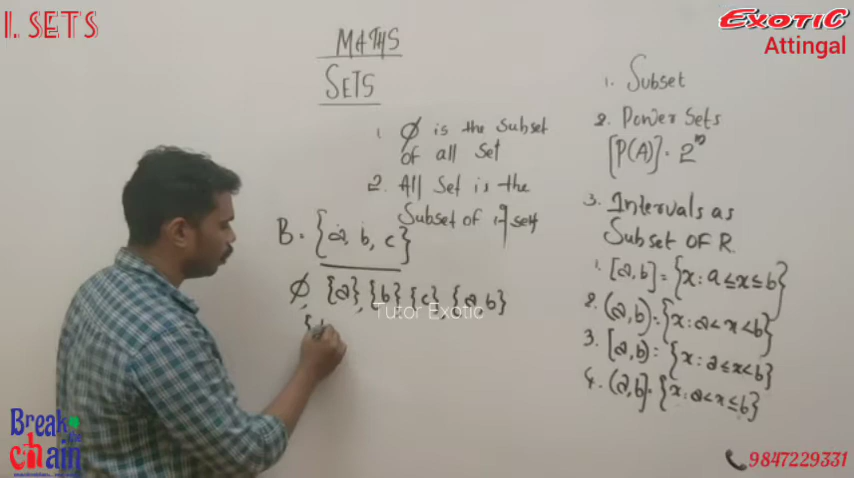 1. SETS
EXOTIC
Attingal
MATHS
SETS
1. φ is the subset
of all set
2. All set is the
Subset of itself
B = {a, b, c}
φ, {a}, {b}, {c}, {a, b}
{b
1. Subset
2. Power Sets
[P(A)] = 2ⁿ
3. Intervals as
Subset OF R.
1. [a, b] = {x : a ≤ x ≤ b}
2. (a, b) = {x : a < x < b}
3. [a, b) = {x : a ≤ x < b}
4. (a, b] = {x : a < x ≤ b}
Tutor Exotic
Break
the
chain
9847229331